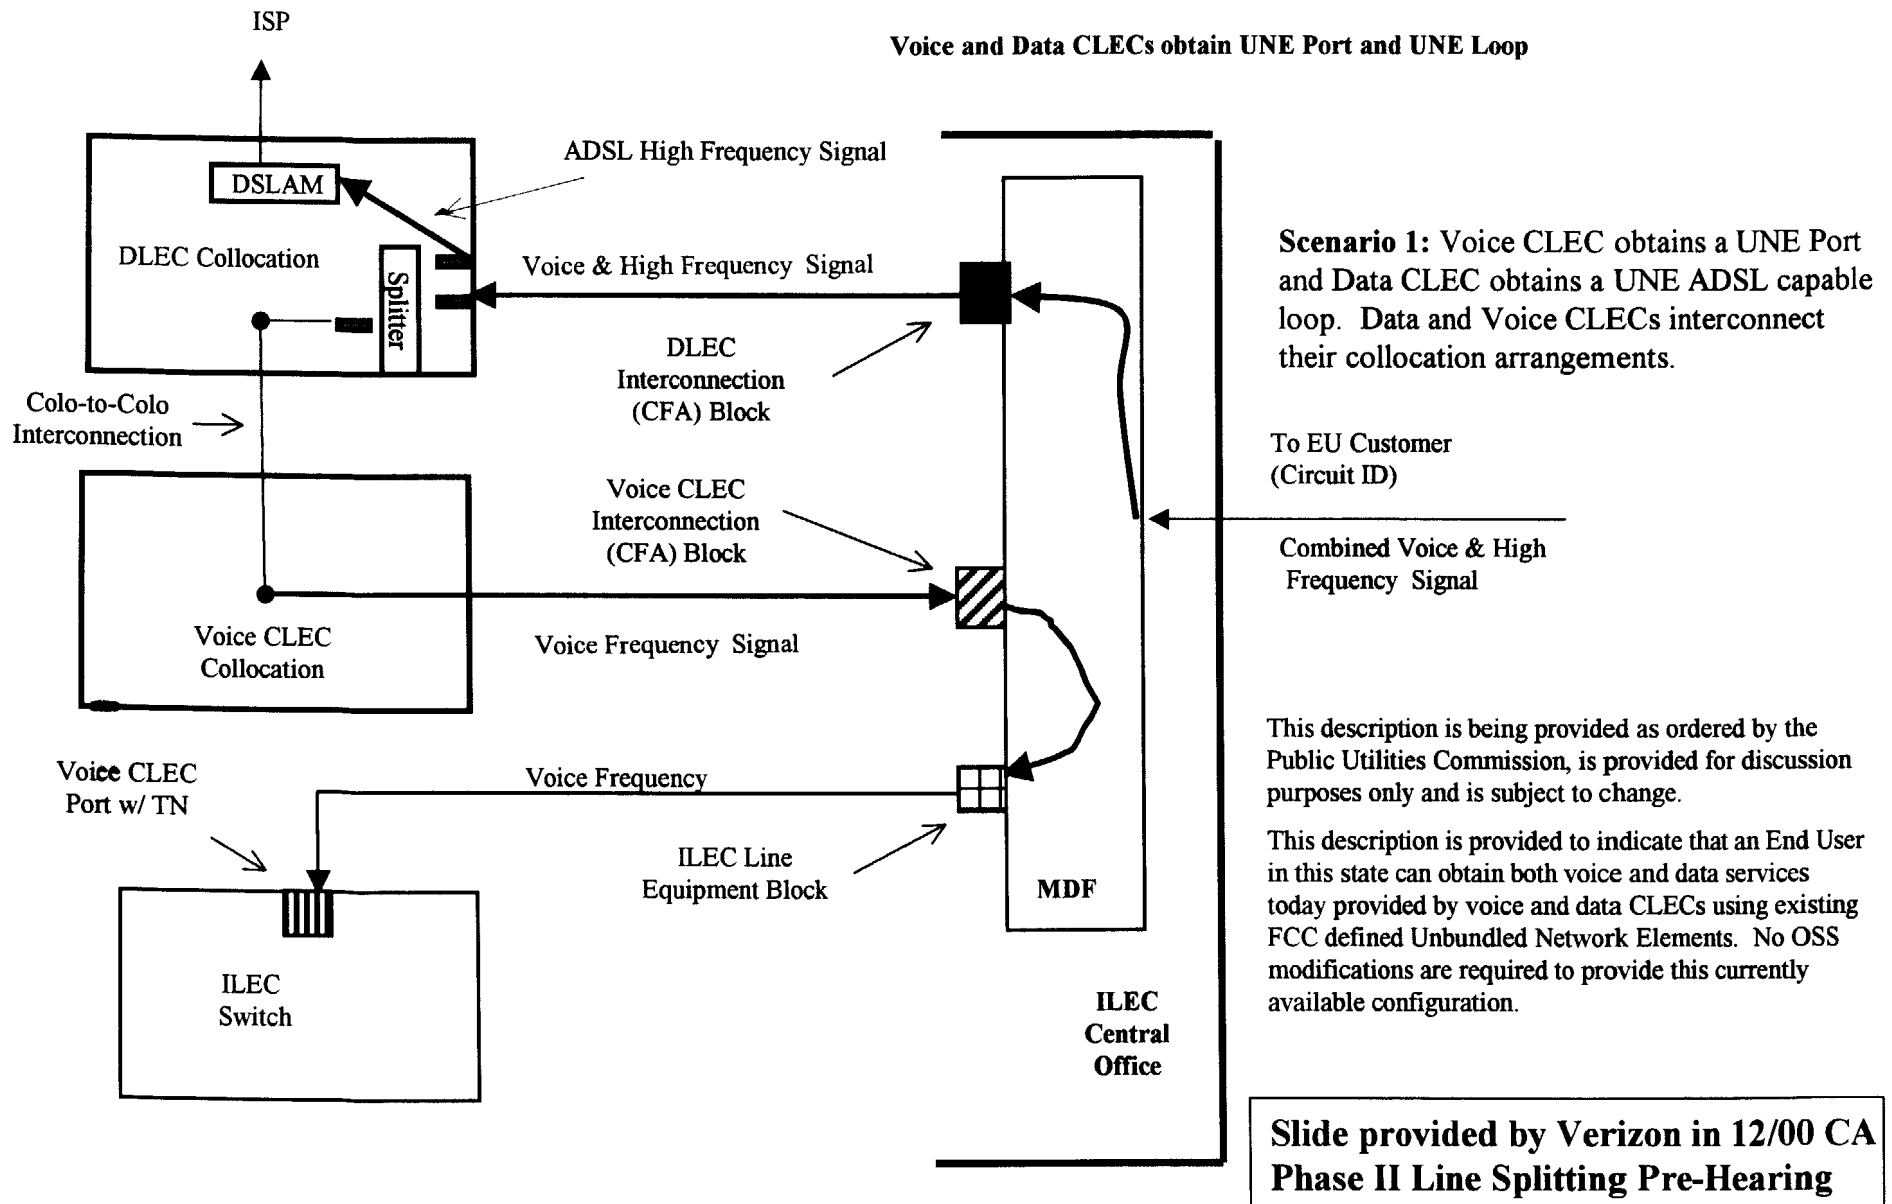 ISP
Voice and Data CLECs obtain UNE Port and UNE Loop
ADSL High Frequency Signal
DSLAM
DLEC Collocation
Splitter
Voice & High Frequency Signal
Scenario 1: Voice CLEC obtains a UNE Port
and Data CLEC obtains a UNE ADSL capable
loop. Data and Voice CLECs interconnect
their collocation arrangements.
DLEC
Interconnection
(CFA) Block
Colo-to-Colo
Interconnection
To EU Customer
(Circuit ID)
Voice CLEC
Interconnection
(CFA) Block
Combined Voice & High
Frequency Signal
Voice CLEC
Collocation
Voice Frequency Signal
Voice CLEC
Port w/ TN
Voice Frequency
This description is being provided as ordered by the
Public Utilities Commission, is provided for discussion
purposes only and is subject to change.
This description is provided to indicate that an End User
in this state can obtain both voice and data services
today provided by voice and data CLECs using existing
FCC defined Unbundled Network Elements. No OSS
modifications are required to provide this currently
available configuration.
ILEC Line
Equipment Block
MDF
ILEC
Switch
ILEC
Central
Office
Slide provided by Verizon in 12/00 CA
Phase II Line Splitting Pre-Hearing